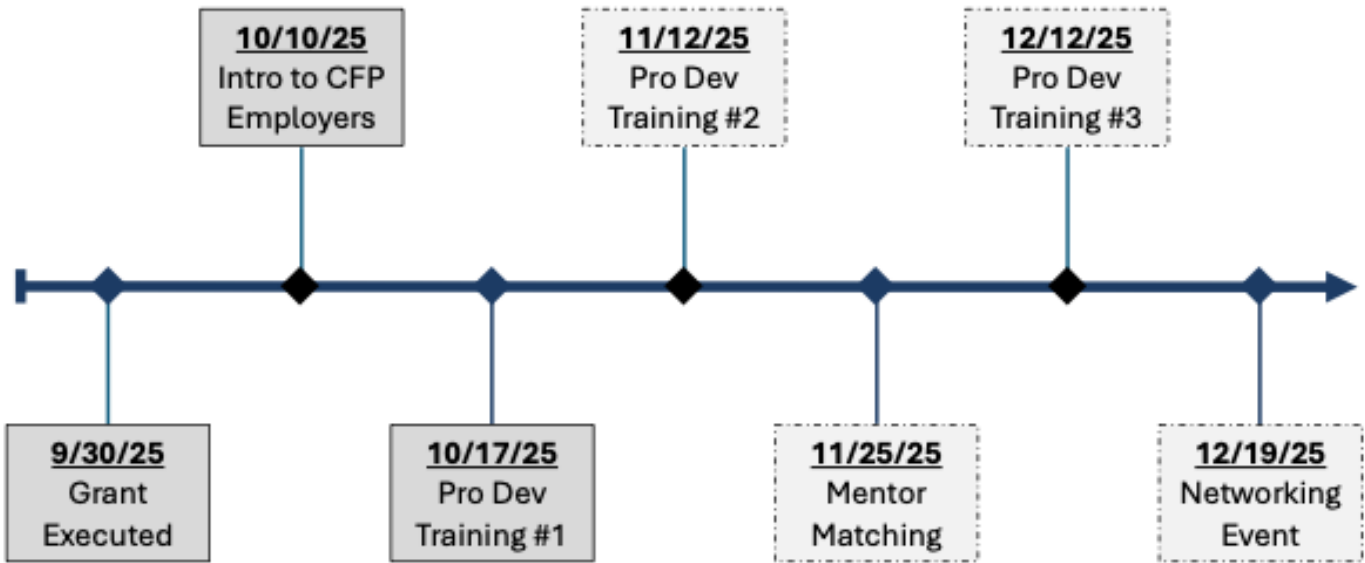 10/10/25
Intro to CFP
Employers
11/12/25
Pro Dev
Training #2
12/12/25
Pro Dev
Training #3
9/30/25
Grant
Executed
10/17/25
Pro Dev
Training #1
11/25/25
Mentor
Matching
12/19/25
Networking
Event